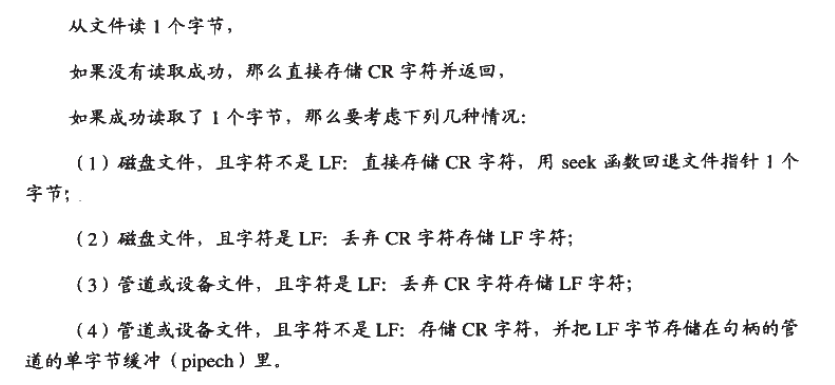 从文件读 1 个字节，
如果没有读取成功，那么直接存储 CR 字符并返回，
如果成功读取了 1 个字节，那么要考虑下列几种情况：
（1）磁盘文件，且字符不是 LF：直接存储 CR 字符，用 seek 函数回退文件指针 1 个
字节；
（2）磁盘文件，且字符是 LF：丢弃 CR 字符存储 LF 字符；
（3）管道或设备文件，且字符是 LF：丢弃 CR 字符存储 LF 字符；
（4）管道或设备文件，且字符不是 LF：存储 CR 字符，并把 LF 字节存储在句柄的管
道的单字节缓冲（pipech）里。